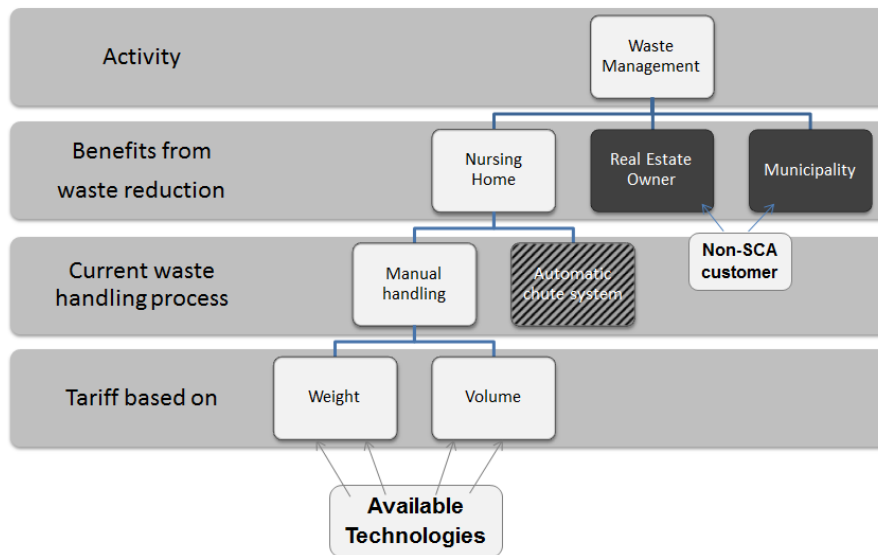 Activity
Waste
Management
Benefits from
waste reduction
Nursing
Home
Real Estate
Owner
Municipality
Current waste
handling process
Manual
handling
Automatic
chute system
Non-SCA
customer
Tariff based on
Weight
Volume
Available
Technologies